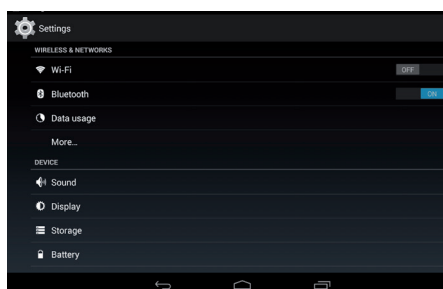 Settings
WIRELESS & NETWORKS
Wi-Fi OFF
Bluetooth ON
Data usage
More...
DEVICE
Sound
Display
Storage
Battery